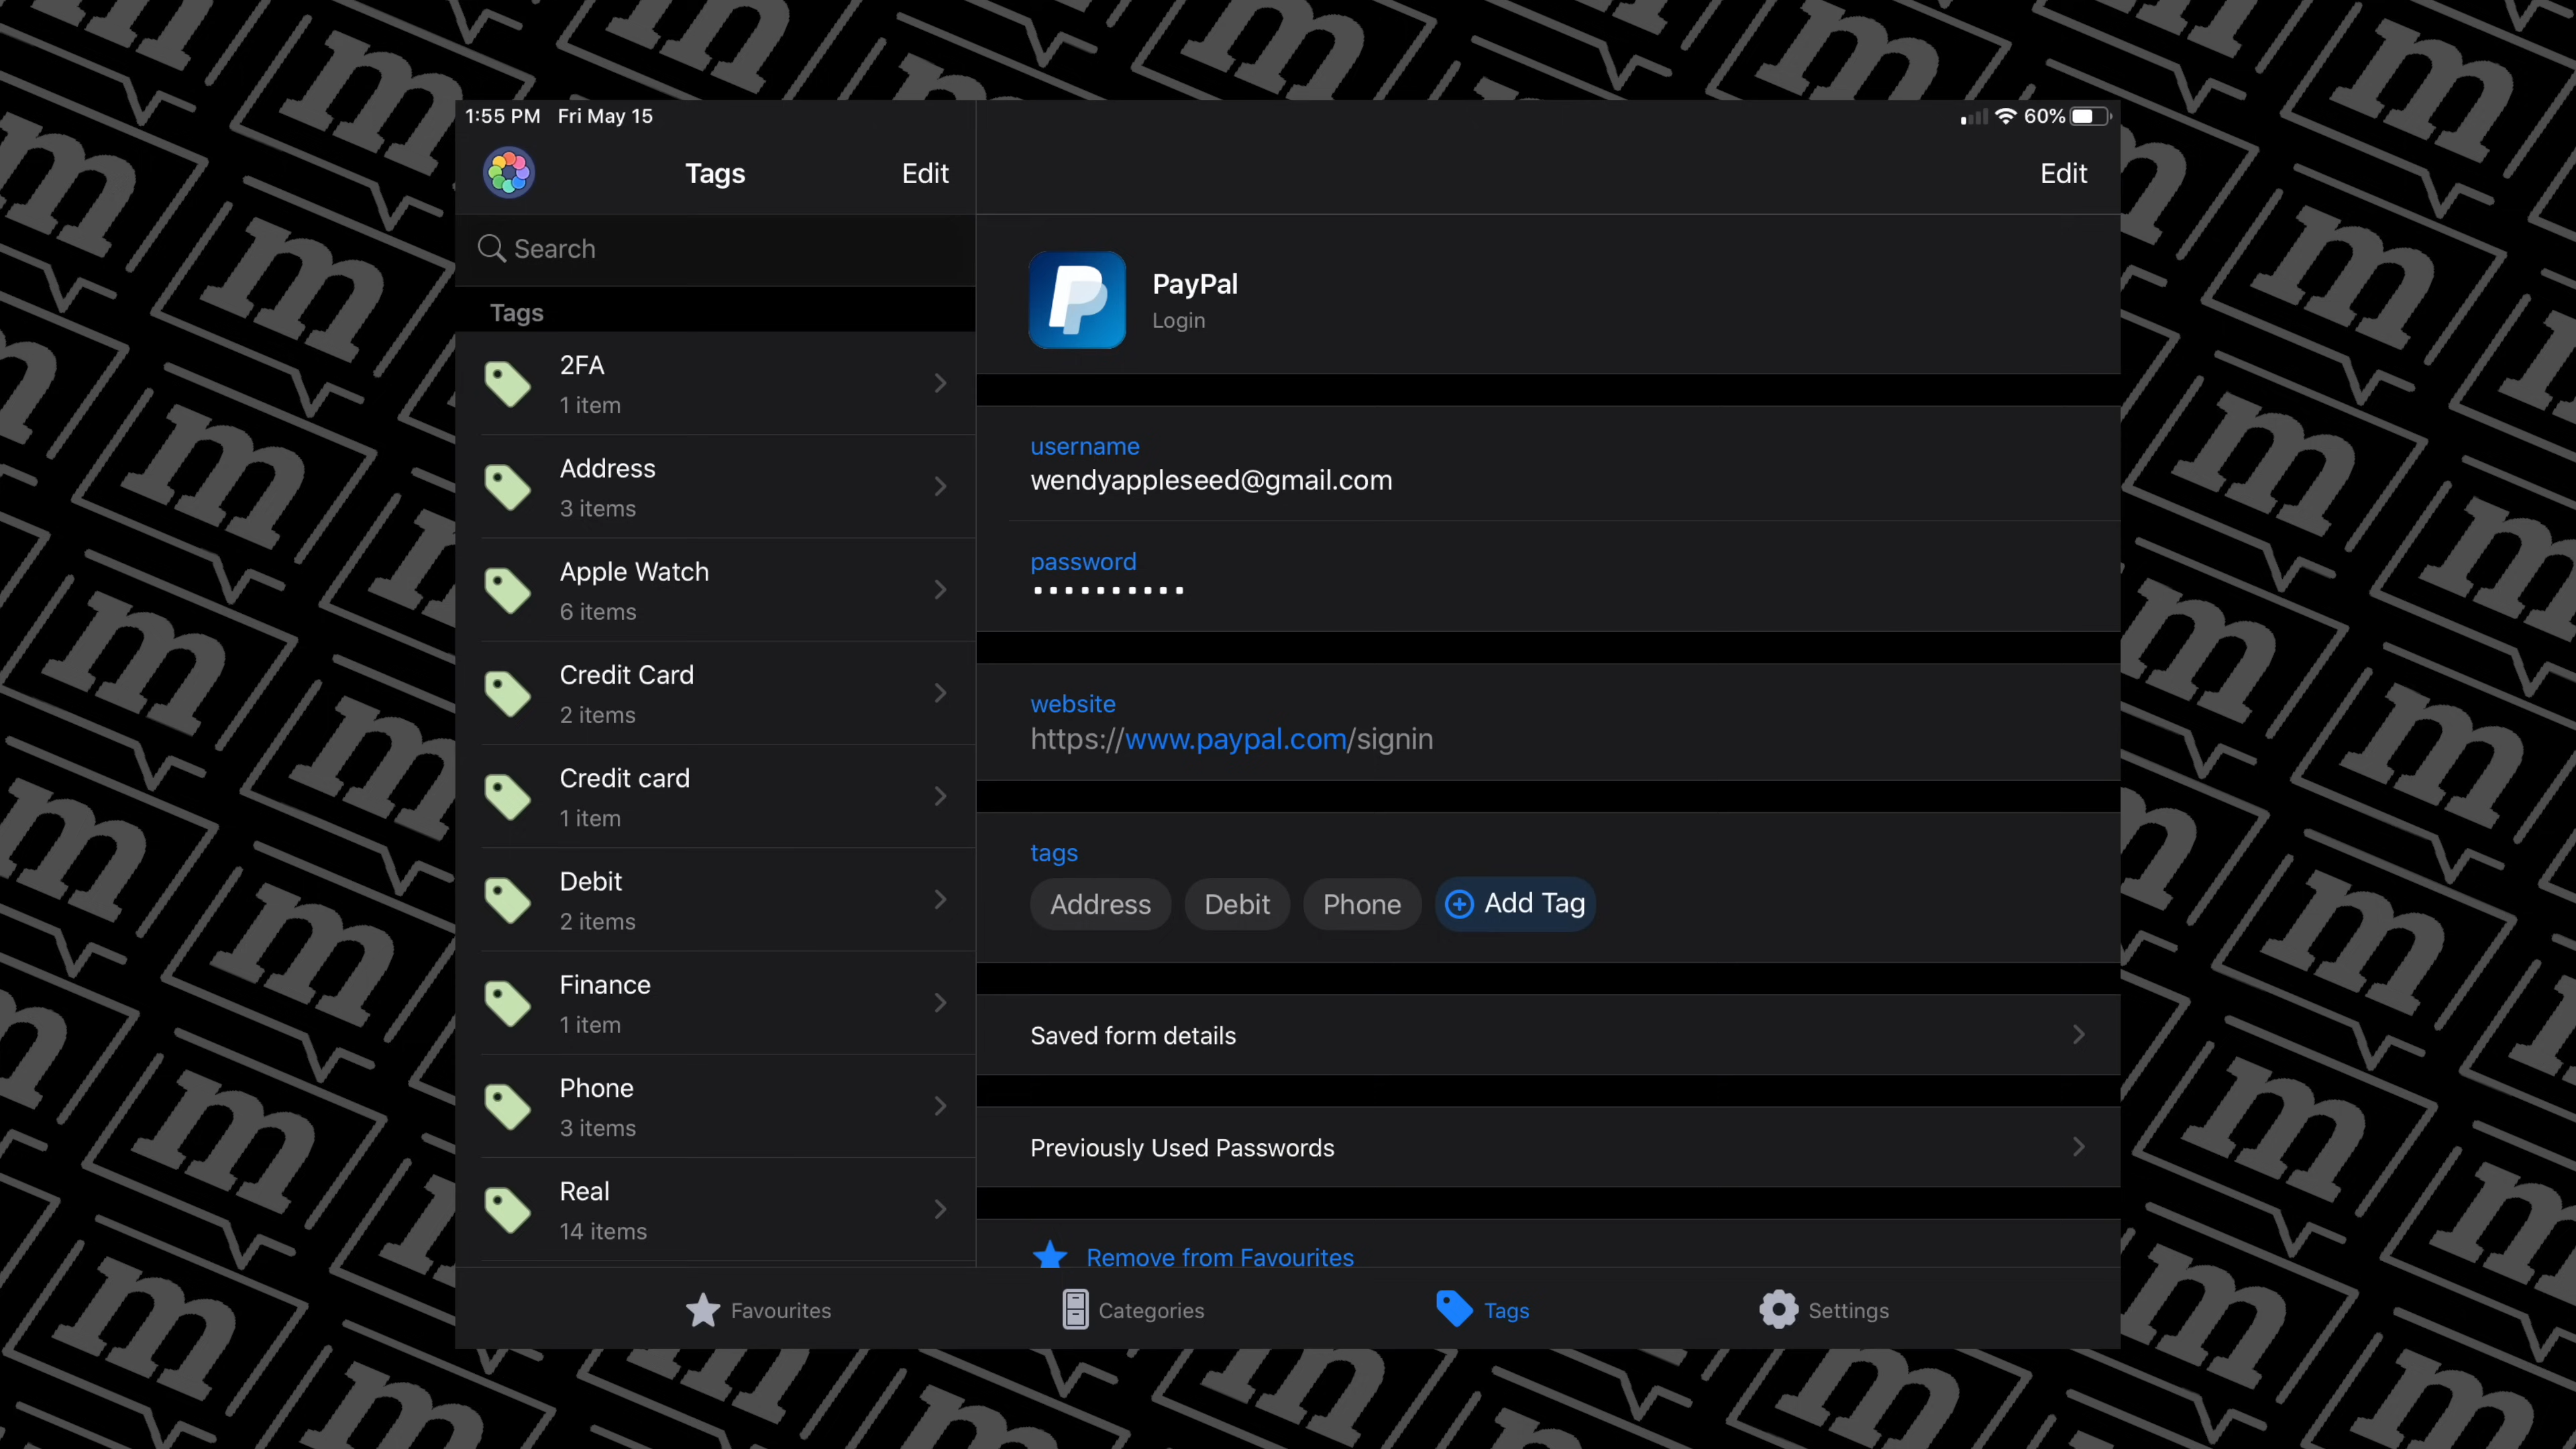 1:55 PM Fri May 15
60%
Tags
Edit
Search
Tags
2FA
1 item
Address
3 items
Apple Watch
6 items
Credit Card
2 items
Credit card
1 item
Debit
2 items
Finance
1 item
Phone
3 items
Real
14 items
Edit
PayPal
Login
username
wendyappleseed@gmail.com
password
website
https://www.paypal.com/signin
tags
Address Debit Phone Add Tag
Saved form details
Previously Used Passwords
Remove from Favourites
Favourites Categories Tags Settings